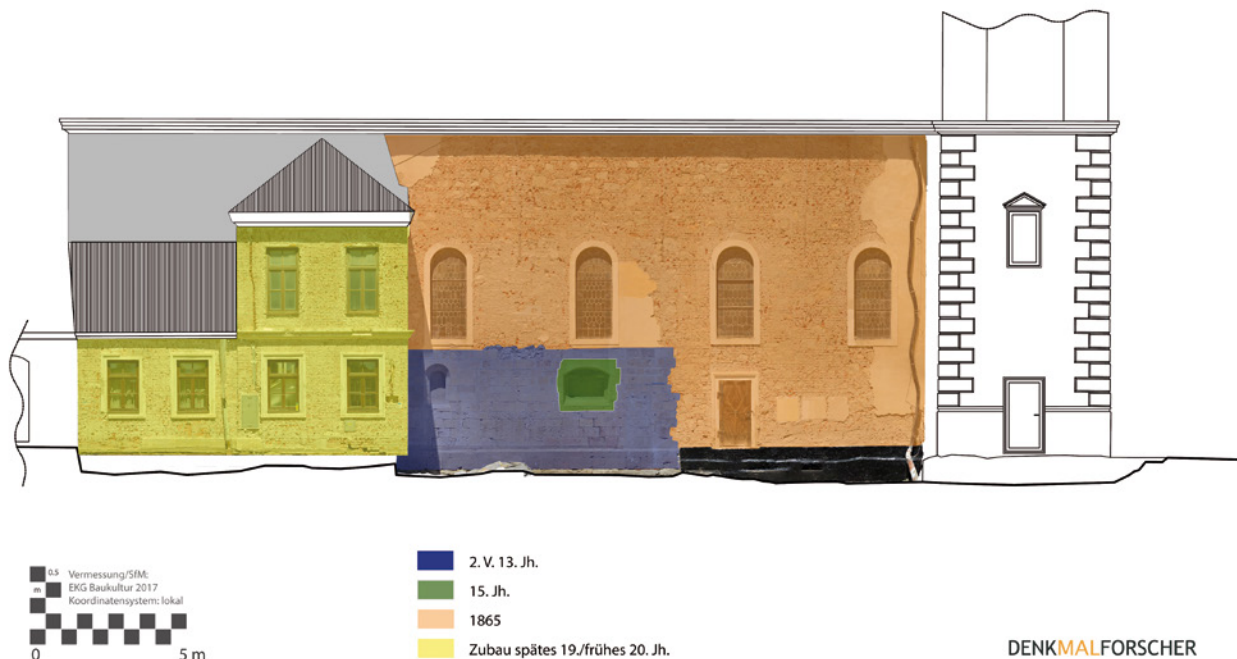 0.5
m
Vermessung/SfM:
EKG Baukultur 2017
Koordinatensystem: lokal
0
5 m
2. V. 13. Jh.
15. Jh.
1865
Zubau spätes 19./frühes 20. Jh.
DENKMALFORSCHER